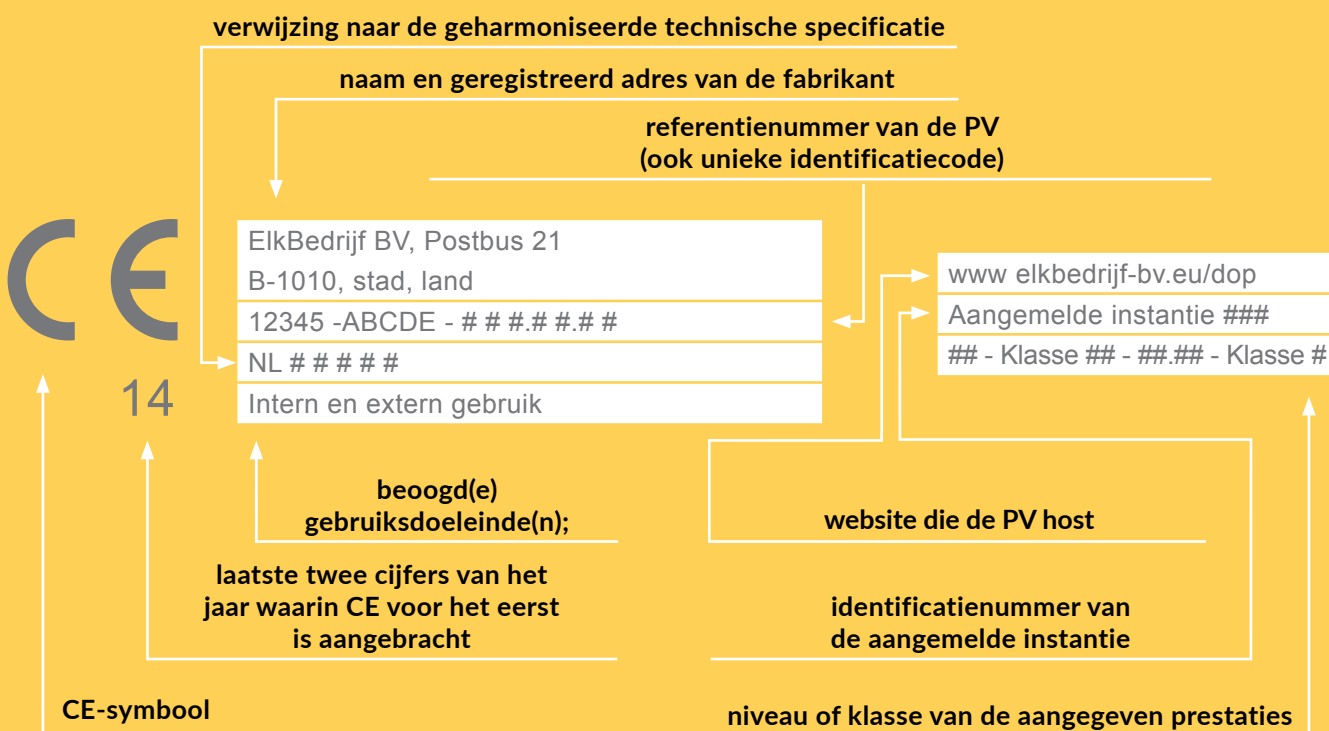 verwijzing naar de geharmoniseerde technische specificatie
naam en geregistreerd adres van de fabrikant
referentienummer van de PV
(ook unieke identificatiecode)
CE
14
ElkBedrijf BV, Postbus 21
B-1010, stad, land
12345 -ABCDE - # # #.# #.# #
NL # # # # #
Intern en extern gebruik
www elkbedrijf-bv.eu/dop
Aangemelde instantie ###
## - Klasse ## - ##.## - Klasse #
beoogd(e)
gebruiksdoeleinde(n);
website die de PV host
laatste twee cijfers van het
jaar waarin CE voor het eerst
is aangebracht
identificatienummer van
de aangemelde instantie
CE-symbool
niveau of klasse van de aangegeven prestaties